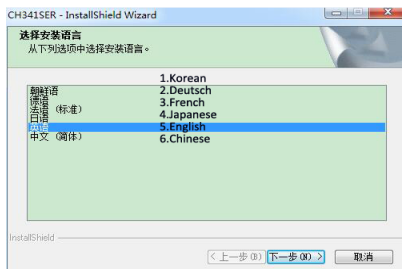 CH341SER - InstallShield Wizard
选择安装语言
从下列选项中选择安装语言。
1.Korean
朝鲜语 2.Deutsch
德语 3.French
法语 (标准) 4.Japanese
日语
英语 5.English
中文 (简体) 6.Chinese
InstallShield
< 上一步(B) 下一步(N) > 取消